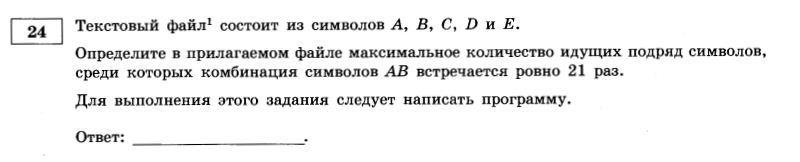 24
Текстовый файл¹ состоит из символов A, B, C, D и E.
Определите в прилагаемом файле максимальное количество идущих подряд символов,
среди которых комбинация символов AB встречается ровно 21 раз.
Для выполнения этого задания следует написать программу.
Ответ: ____________________.